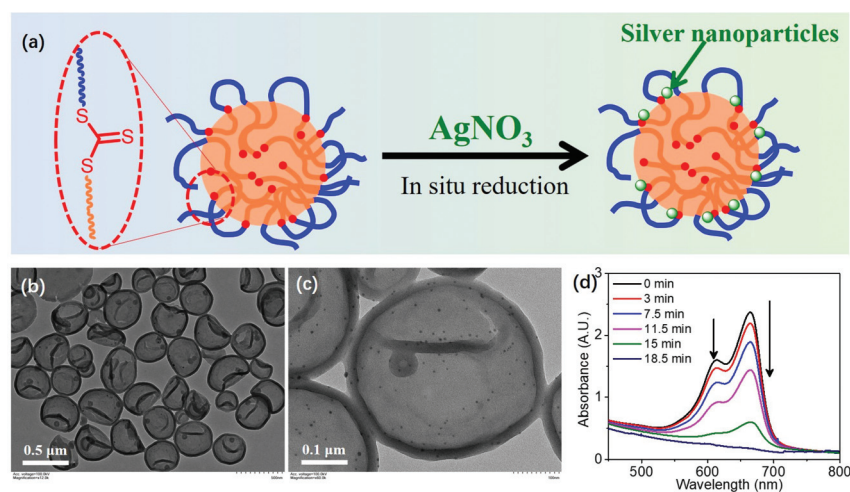 (a)
Silver nanoparticles
S
S
S
AgNO₃
In situ reduction
(b)
0.5 µm
(c)
0.1 µm
(d)
3
2
1
0
Absorbance (A.U.)
0 min
3 min
7.5 min
11.5 min
15 min
18.5 min
500 600 700 800
Wavelength (nm)